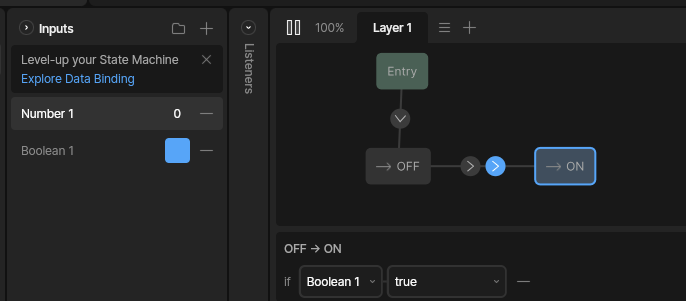 Inputs
Level-up your State Machine
Explore Data Binding
Number 1 0
Boolean 1
Listeners
100% Layer 1
Entry
→ OFF
→ ON
OFF → ON
if Boolean 1 true